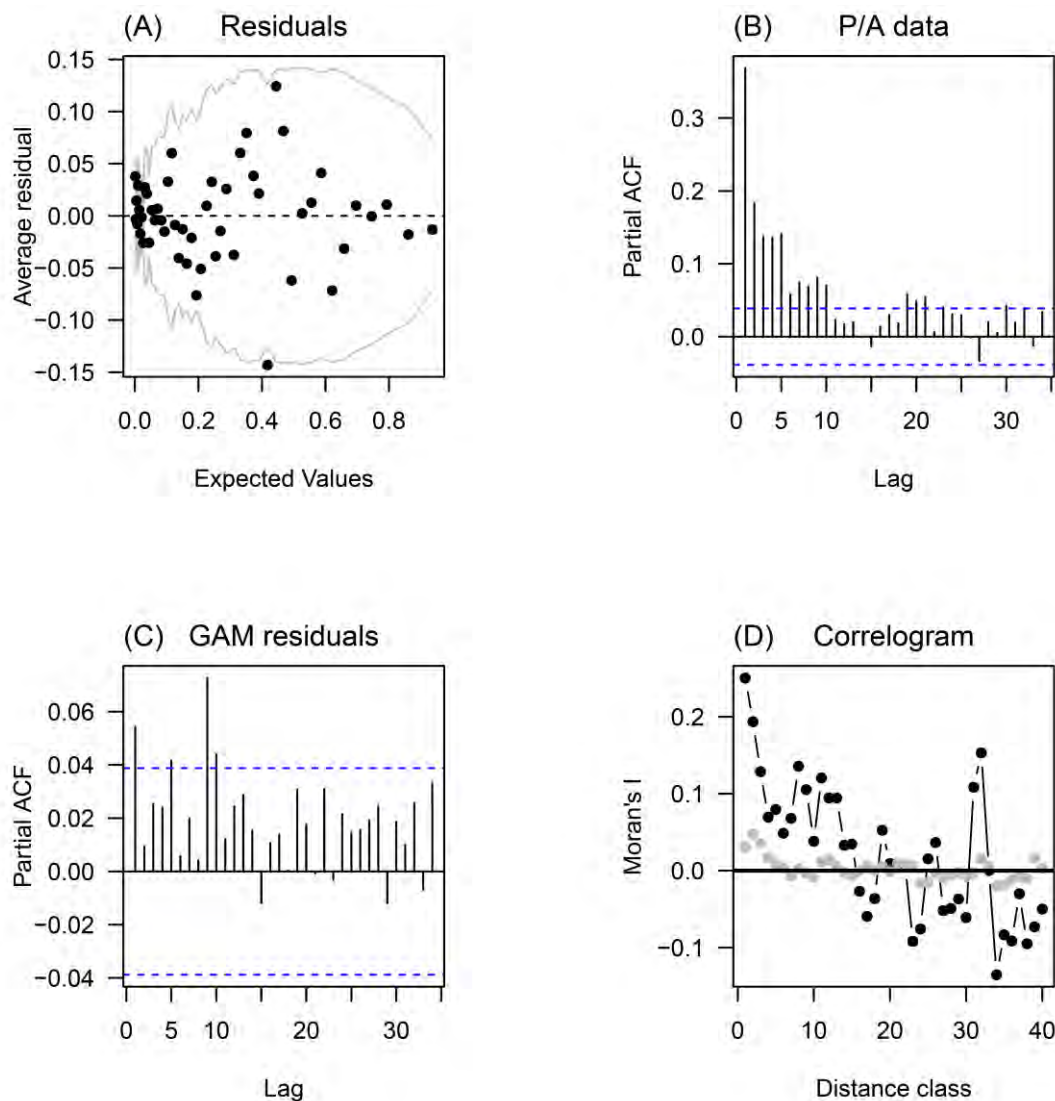 (A) Residuals
Average residual
0.15
0.10
0.05
0.00
−0.05
−0.10
−0.15
0.0 0.2 0.4 0.6 0.8
Expected Values
(B) P/A data
Partial ACF
0.3
0.2
0.1
0.0
0 5 10 20 30
Lag
(C) GAM residuals
Partial ACF
0.06
0.04
0.02
0.00
−0.02
−0.04
0 5 10 20 30
Lag
(D) Correlogram
Moran's I
0.2
0.1
0.0
−0.1
0 10 20 30 40
Distance class